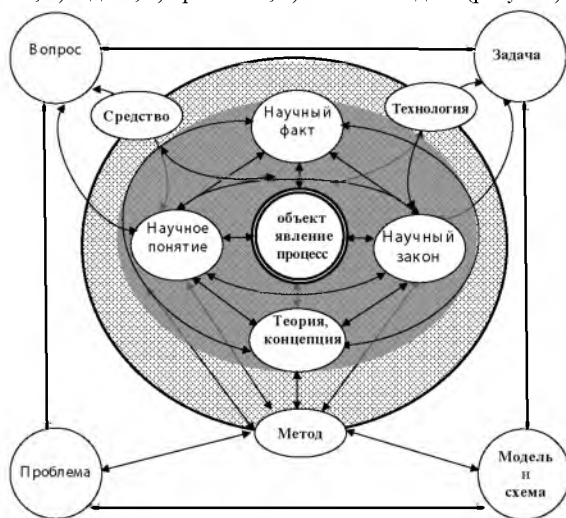 Вопрос
Задача
Средство
Технология
Научный
факт
Научное
понятие
объект
явление
процесс
Научный
закон
Теория,
концепция
Метод
Проблема
Модель
и
схема